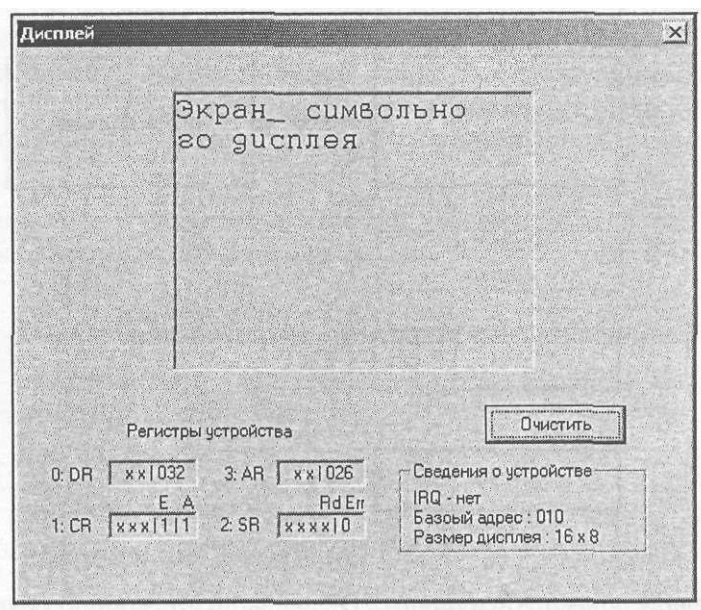 Дисплей
Экран_ символьно
го дисплея
Очистить
Регистры устройства
0: DR xx|032 3: AR xx|026
E A Rd Err
1: CR xxx|1|1 2: SR xxxx|0
Сведения о устройстве
IRQ - нет
Базоый адрес : 010
Размер дисплея : 16 x 8